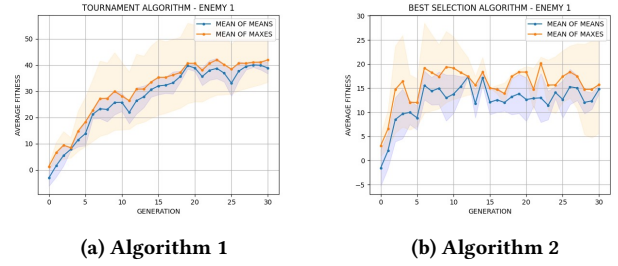 TOURNAMENT ALGORITHM - ENEMY 1
MEAN OF MEANS
MEAN OF MAXES
AVERAGE FITNESS
50
40
30
20
10
0
0
5
10
15
20
25
30
GENERATION
(a) Algorithm 1
BEST SELECTION ALGORITHM - ENEMY 1
MEAN OF MEANS
MEAN OF MAXES
AVERAGE FITNESS
30
25
20
15
10
5
0
−5
0
5
10
15
20
25
30
GENERATION
(b) Algorithm 2